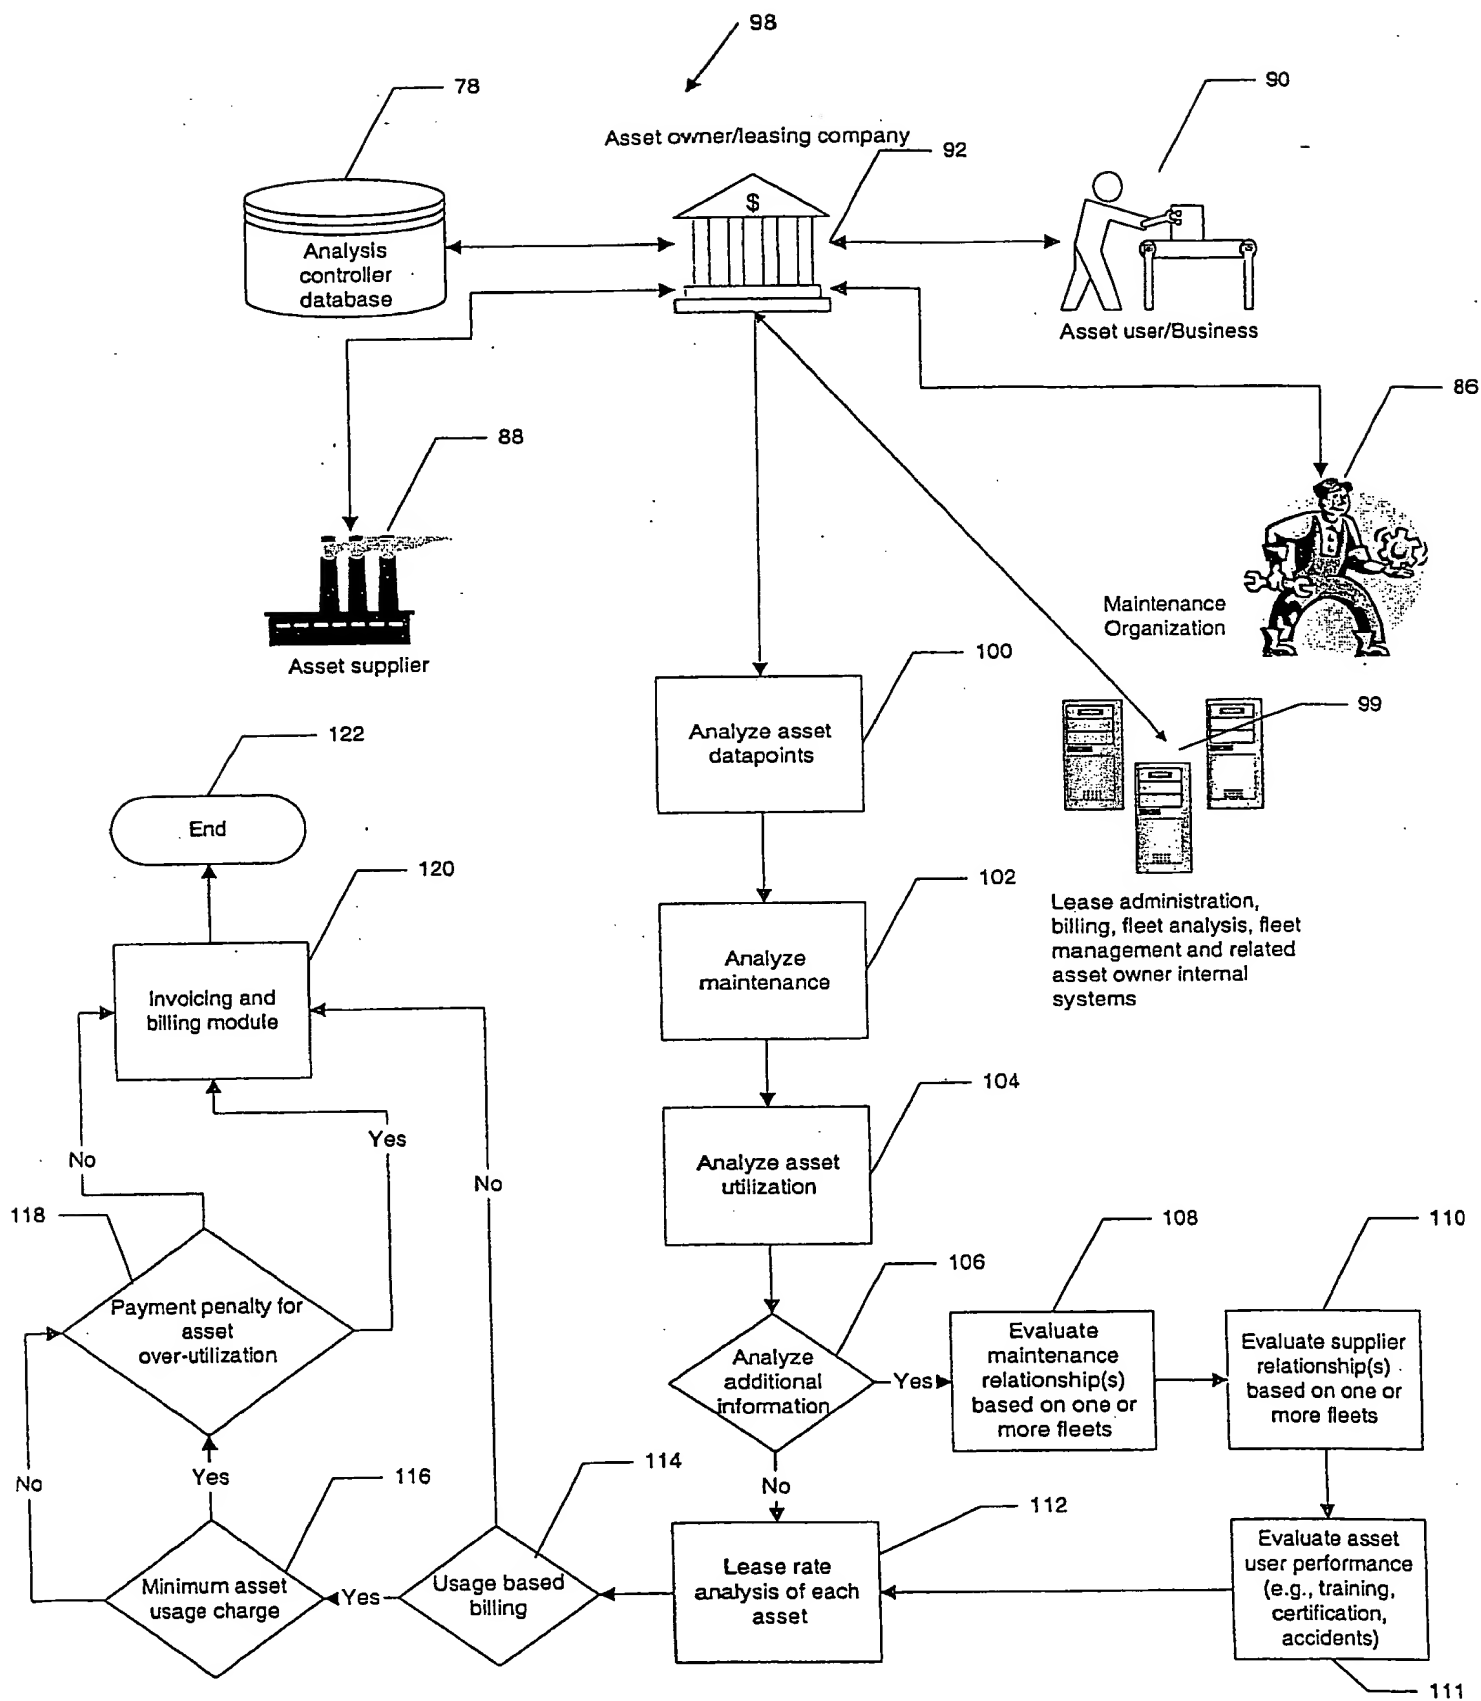 98
78
90
Asset owner/leasing company
92
$
Analysis
controller
database
Asset user/Business
86
88
Maintenance
Organization
Asset supplier
100
99
Analyze asset
datapoints
122
End
120
102
Lease administration,
billing, fleet analysis, fleet
management and related
asset owner internal
systems
Analyze
maintenance
Invoicing and
billing module
104
Yes
No
No
Analyze asset
utilization
118
108
110
106
Payment penalty for
asset
over-utilization
Analyze
additional
information
Yes
Evaluate
maintenance
relationship(s)
based on one or
more fleets
Evaluate supplier
relationship(s)
based on one or
more fleets
No
Yes
116
114
No
112
Minimum asset
usage charge
Yes
Usage based
billing
Lease rate
analysis of each
asset
Evaluate asset
user performance
(e.g., training,
certification,
accidents)
111